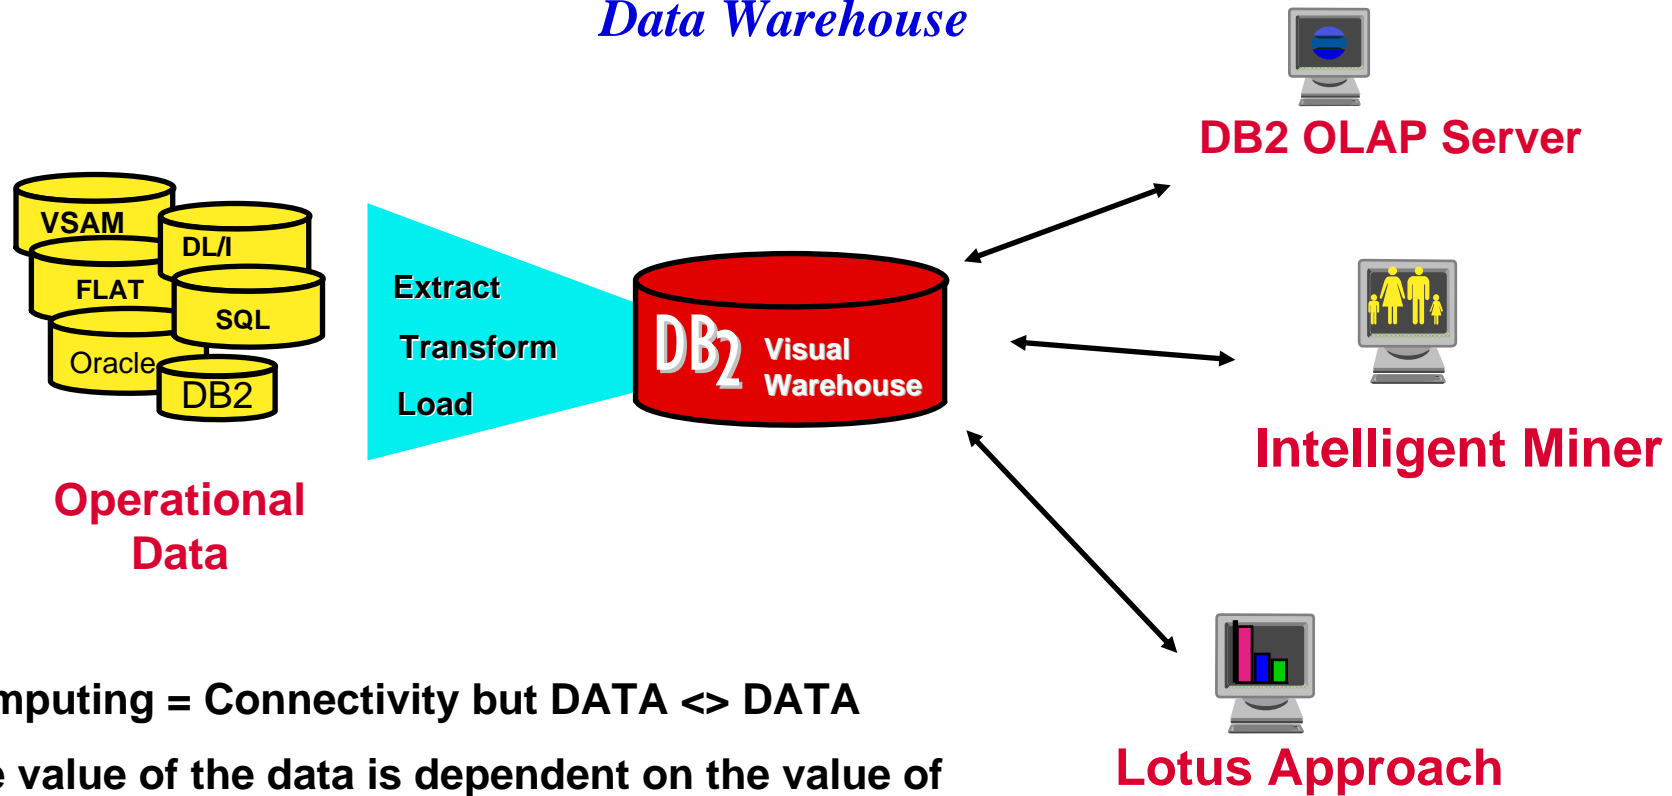 Data Warehouse
DB2 OLAP Server
VSAM
DL/I
FLAT
SQL
Oracle
DB2
Extract
Transform
Load
DB2 Visual
Warehouse
Intelligent Miner
Operational
Data
= Connectivity but DATA <> DATA
value of the data is dependent on the value of
Lotus Approach